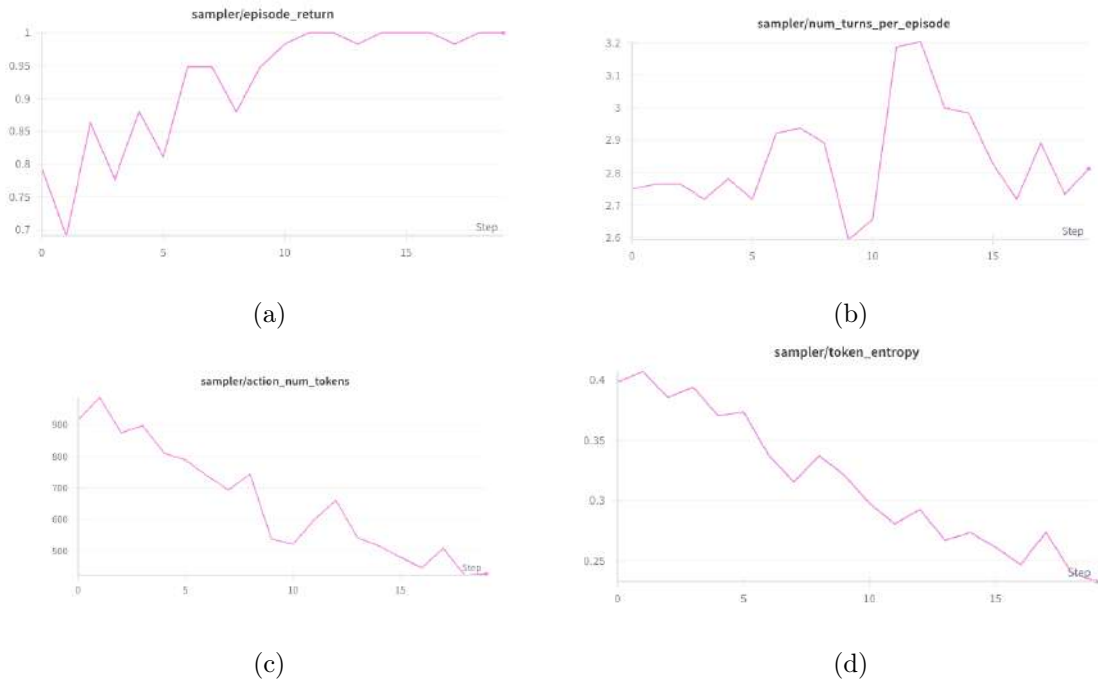 sampler/episode_return
1
0.95
0.9
0.85
0.8
0.75
0.7
Step
0 5 10 15
(a)
sampler/num_turns_per_episode
3.2
3.1
3
2.9
2.8
2.7
2.6
Step
0 5 10 15
(b)
sampler/action_num_tokens
900
800
700
600
500
Step
0 5 10 15
(c)
sampler/token_entropy
0.4
0.35
0.3
0.25
Step
0 5 10 15
(d)